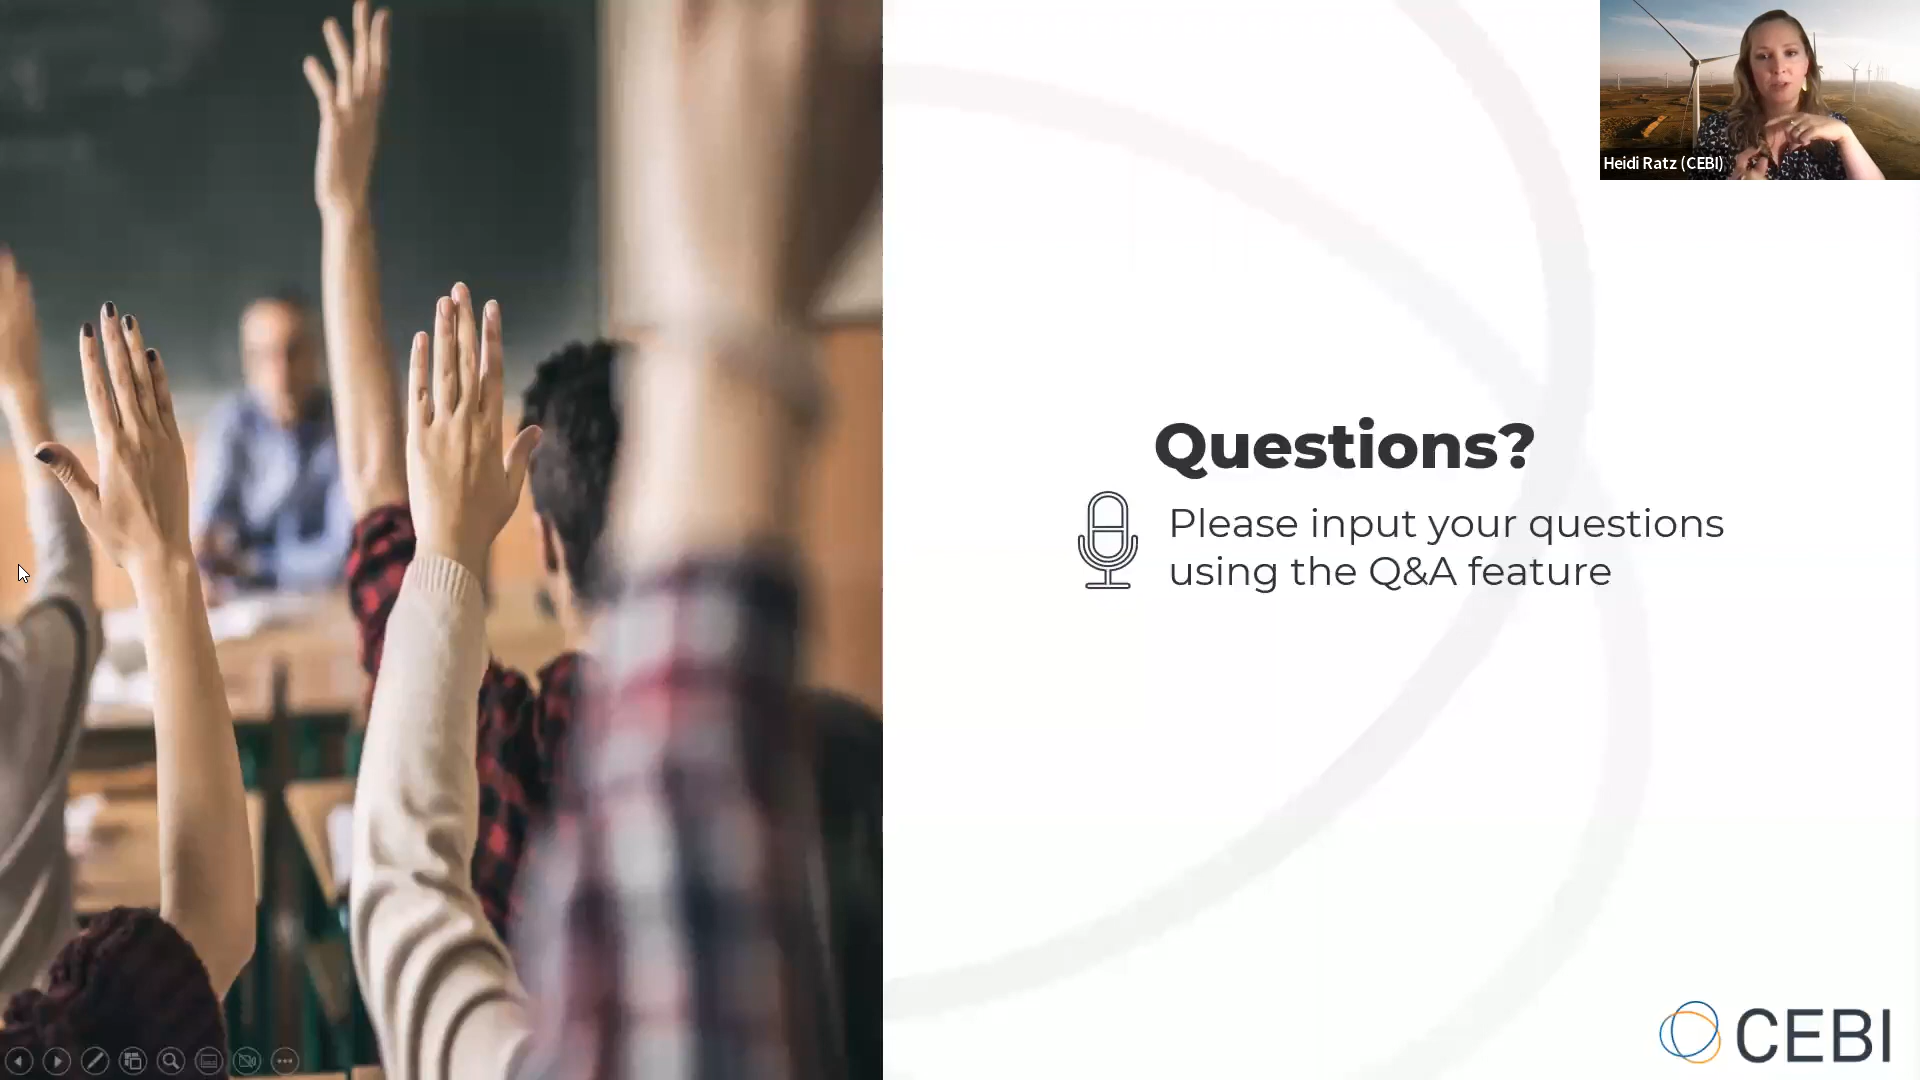 Heidi Ratz (CEBI)
Questions?
Please input your questions
using the Q&A feature
CEBI